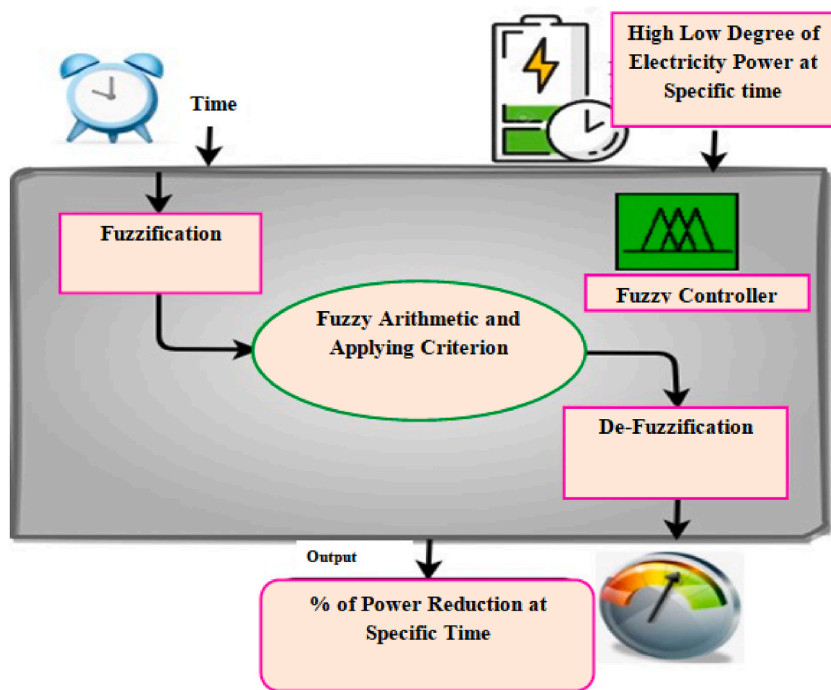 High Low Degree of
Electricity Power at
Specific time
Time
Fuzzification
Fuzzy Controller
Fuzzy Arithmetic and
Applying Criterion
De-Fuzzification
Output
% of Power Reduction at
Specific Time